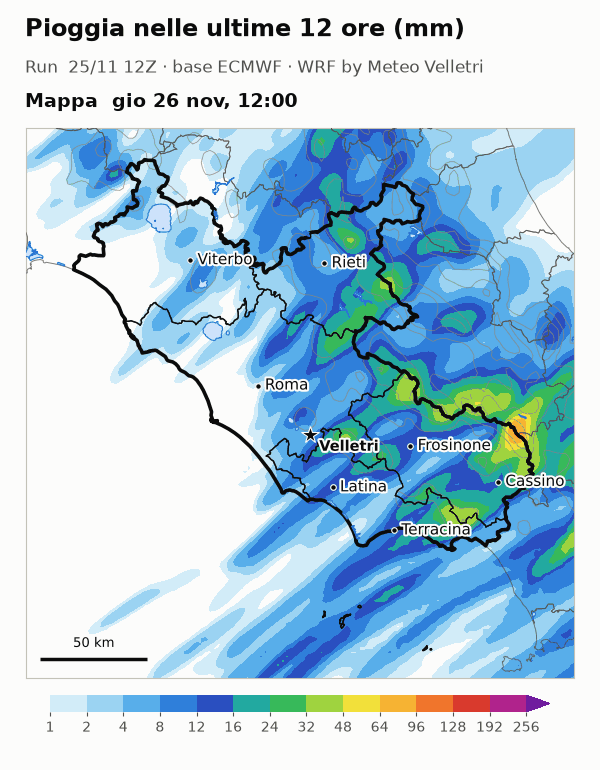 Pioggia nelle ultime 12 ore (mm)
Run  25/11 12Z · base ECMWF · WRF by Meteo Velletri
Mappa  gio 26 nov, 12:00
Viterbo
Rieti
Roma
Velletri
Frosinone
Latina
Cassino
Terracina
50 km
1 2 4 8 12 16 24 32 48 64 96 128 192 256